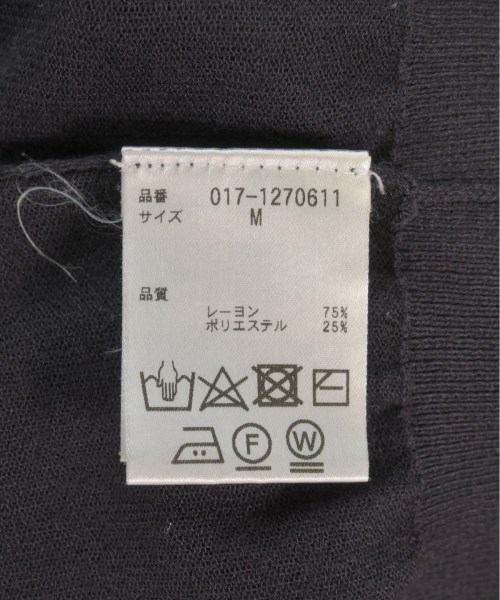 品番 017-1270611
サイズ M
品質
レーヨン 75%
ポリエステル 25%
F W